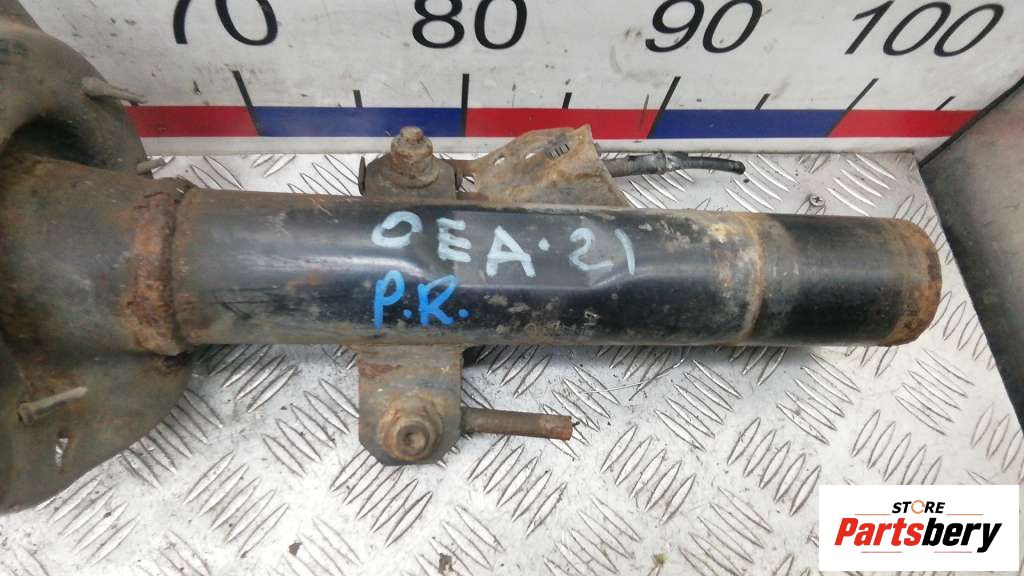 70 80 90 100
OEA·21
P.R.
STORE
Partsbery